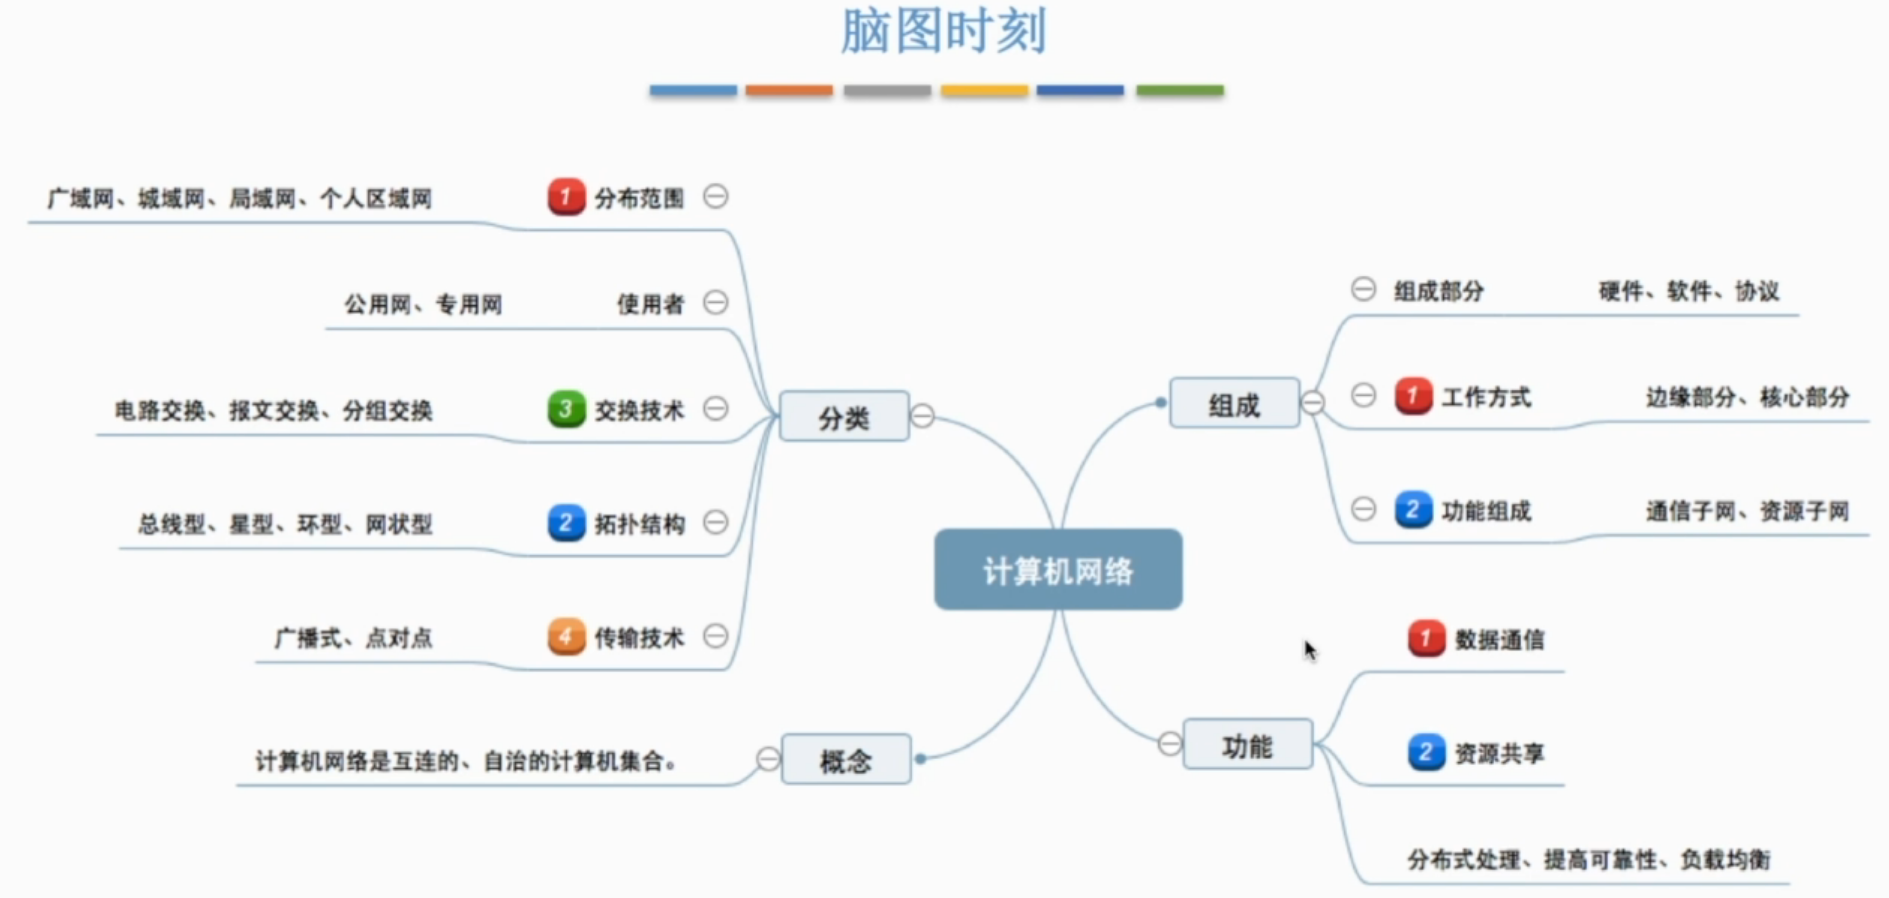 脑图时刻
广域网、城域网、局域网、个人区域网
1 分布范围
公用网、专用网
使用者
电路交换、报文交换、分组交换
3 交换技术
总线型、星型、环型、网状型
2 拓扑结构
广播式、点对点
4 传输技术
分类
计算机网络是互连的、自治的计算机集合。
概念
计算机网络
组成
组成部分
硬件、软件、协议
1 工作方式
边缘部分、核心部分
2 功能组成
通信子网、资源子网
功能
1 数据通信
2 资源共享
分布式处理、提高可靠性、负载均衡